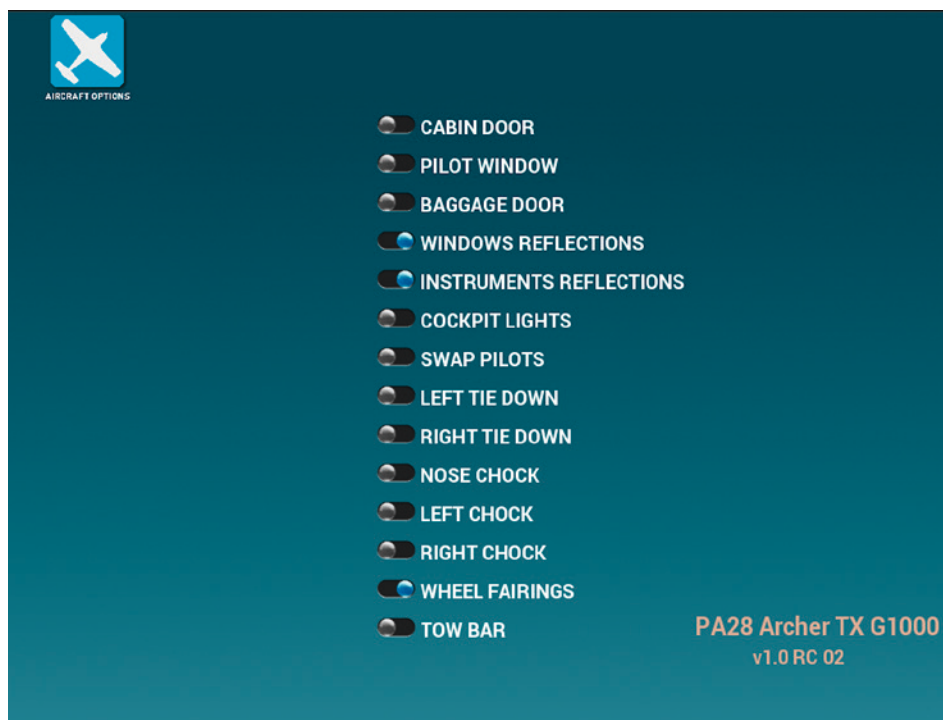 AIRCRAFT OPTIONS
CABIN DOOR
PILOT WINDOW
BAGGAGE DOOR
WINDOWS REFLECTIONS
INSTRUMENTS REFLECTIONS
COCKPIT LIGHTS
SWAP PILOTS
LEFT TIE DOWN
RIGHT TIE DOWN
NOSE CHOCK
LEFT CHOCK
RIGHT CHOCK
WHEEL FAIRINGS
TOW BAR
PA28 Archer TX G1000
v1.0 RC 02